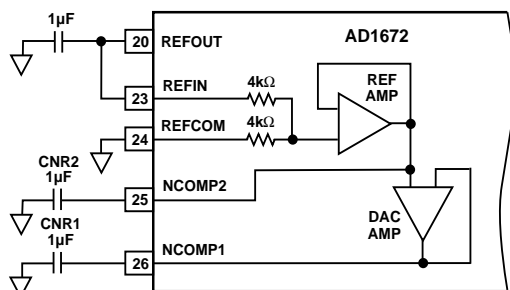 1µF
20 REFOUT
AD1672
23 REFIN
4kΩ
REF
AMP
24 REFCOM
4kΩ
CNR2
1µF
25 NCOMP2
DAC
AMP
CNR1
1µF
26 NCOMP1